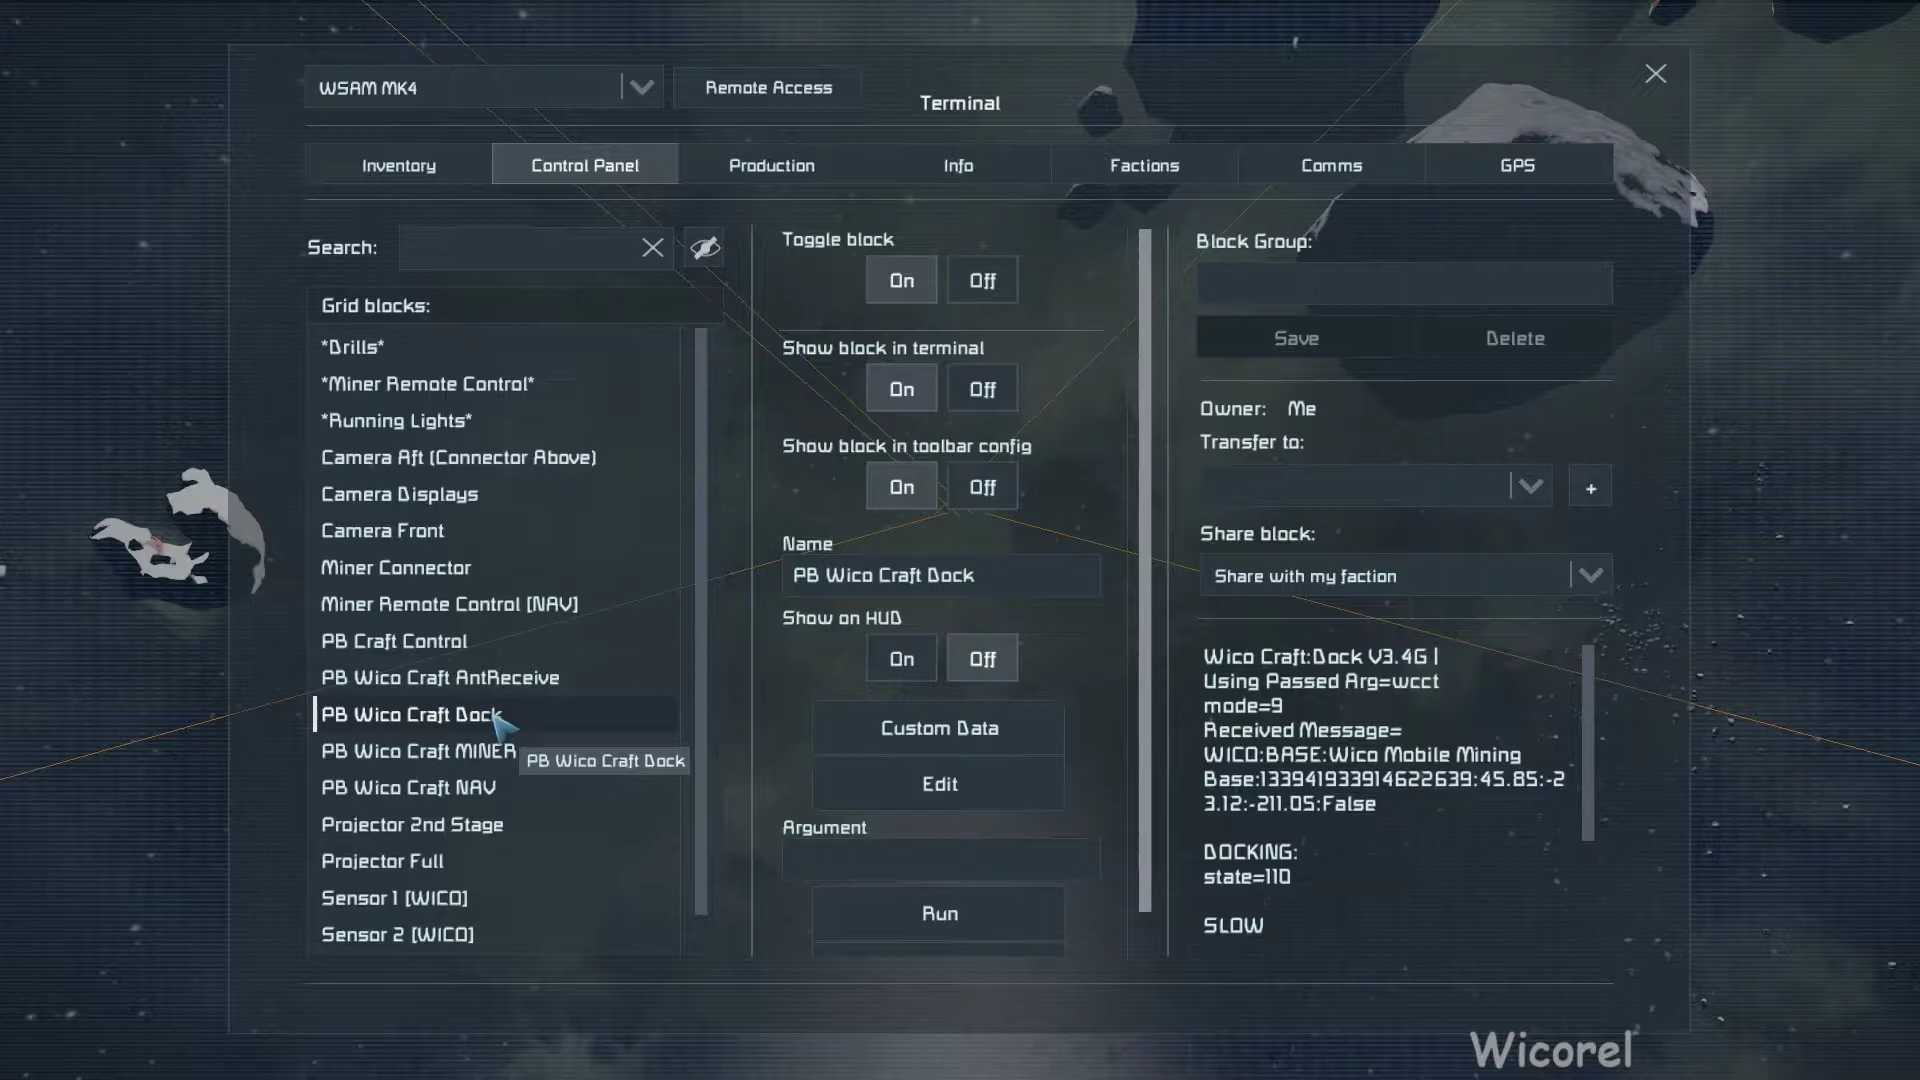 WSAM MK4
Remote Access
Terminal
Inventory
Control Panel
Production
Info
Factions
Comms
GPS
Search:
Grid blocks:
*Drills*
*Miner Remote Control*
*Running Lights*
Camera Aft (Connector Above)
Camera Displays
Camera Front
Miner Connector
Miner Remote Control [NAV]
PB Craft Control
PB Wico Craft AntReceive
PB Wico Craft Dock
PB Wico Craft MINER
PB Wico Craft Dock
PB Wico Craft NAV
Projector 2nd Stage
Projector Full
Sensor 1 [WICO]
Sensor 2 [WICO]
Toggle block
On Off
Show block in terminal
On Off
Show block in toolbar config
On Off
Name
PB Wico Craft Dock
Show on HUD
On Off
Custom Data
Edit
Argument
Run
Block Group:
Save Delete
Owner: Me
Transfer to:
+
Share block:
Share with my faction
Wico Craft:Dock V3.4G |
Using Passed Arg=wcct
mode=9
Received Message=
WICO:BASE:Wico Mobile Mining
Base:133941933914622639:45.85:-2
3.12:-211.05:False
DOCKING:
state=110
SLOW
Wicorel